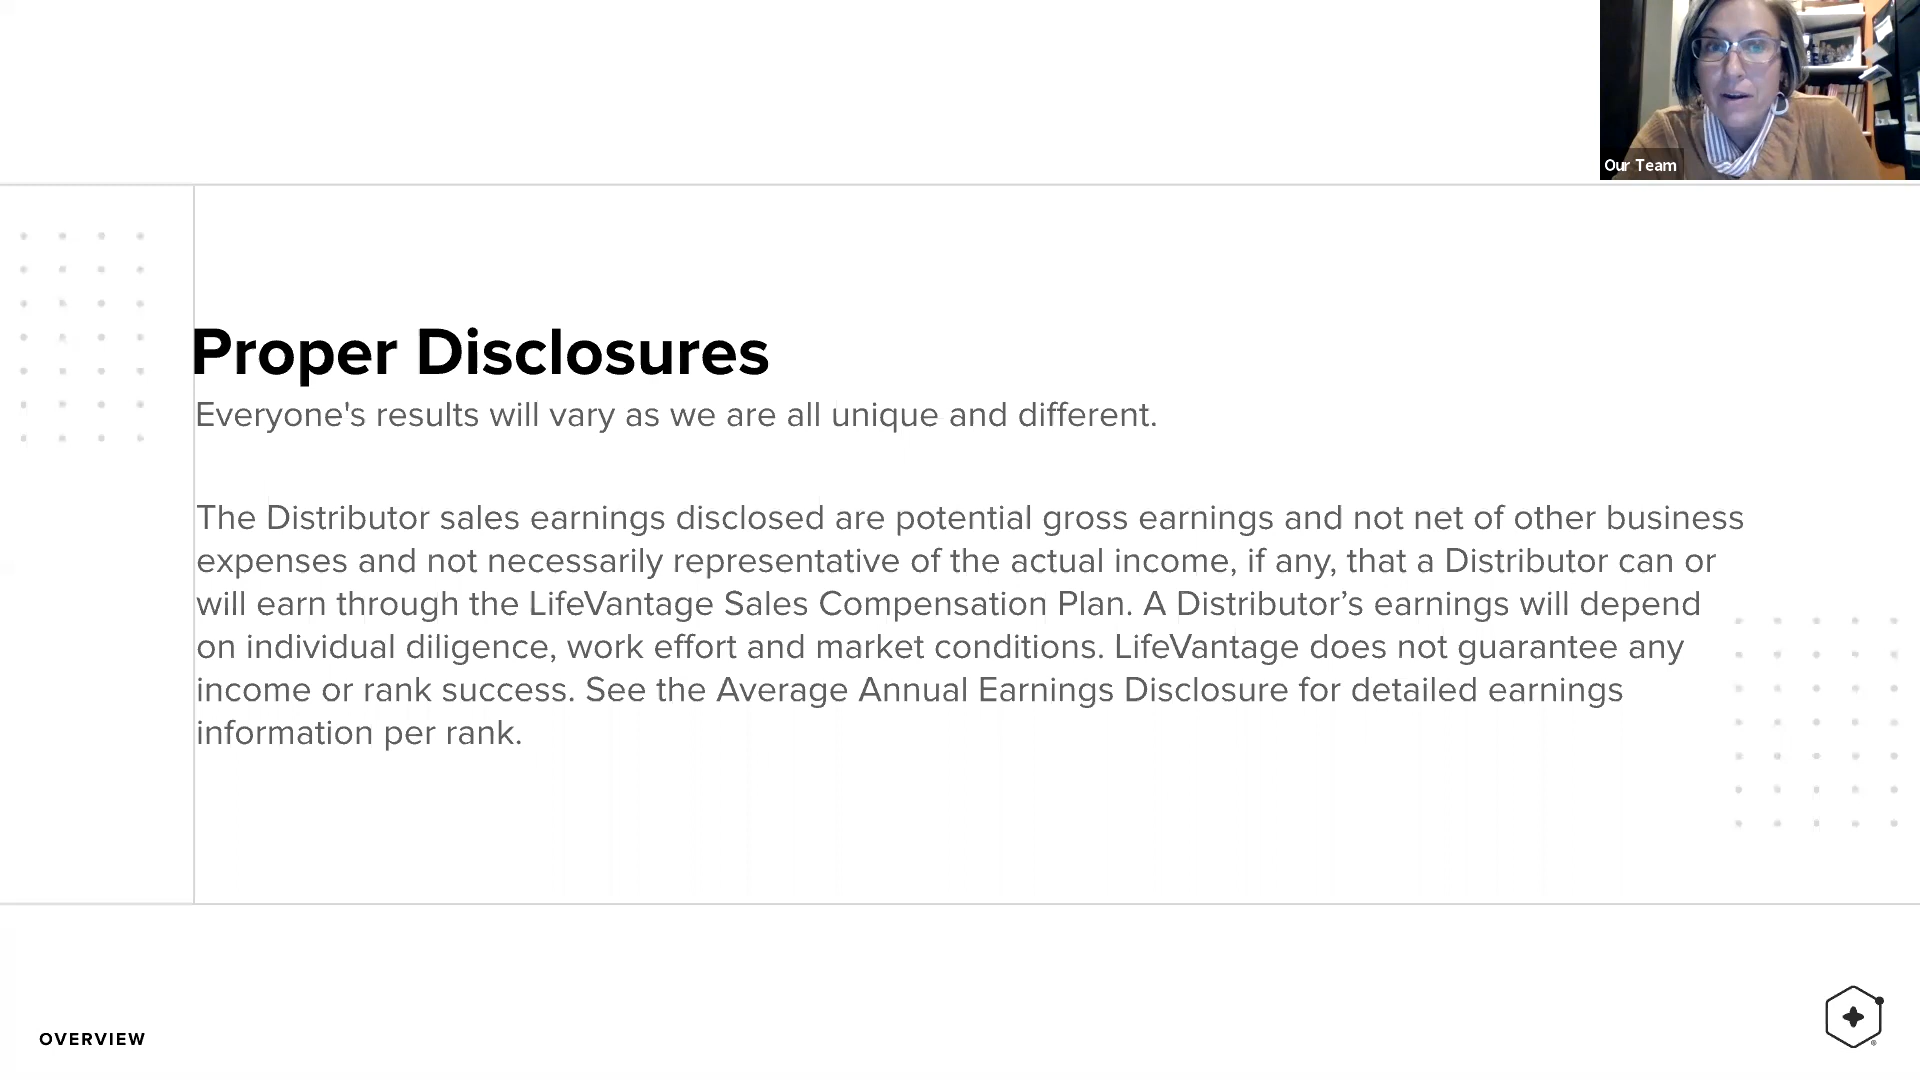 Our Team
Proper Disclosures
Everyone's results will vary as we are all unique and different.
The Distributor sales earnings disclosed are potential gross earnings and not net of other business
expenses and not necessarily representative of the actual income, if any, that a Distributor can or
will earn through the LifeVantage Sales Compensation Plan. A Distributor’s earnings will depend
on individual diligence, work effort and market conditions. LifeVantage does not guarantee any
income or rank success. See the Average Annual Earnings Disclosure for detailed earnings
information per rank.
OVERVIEW
®